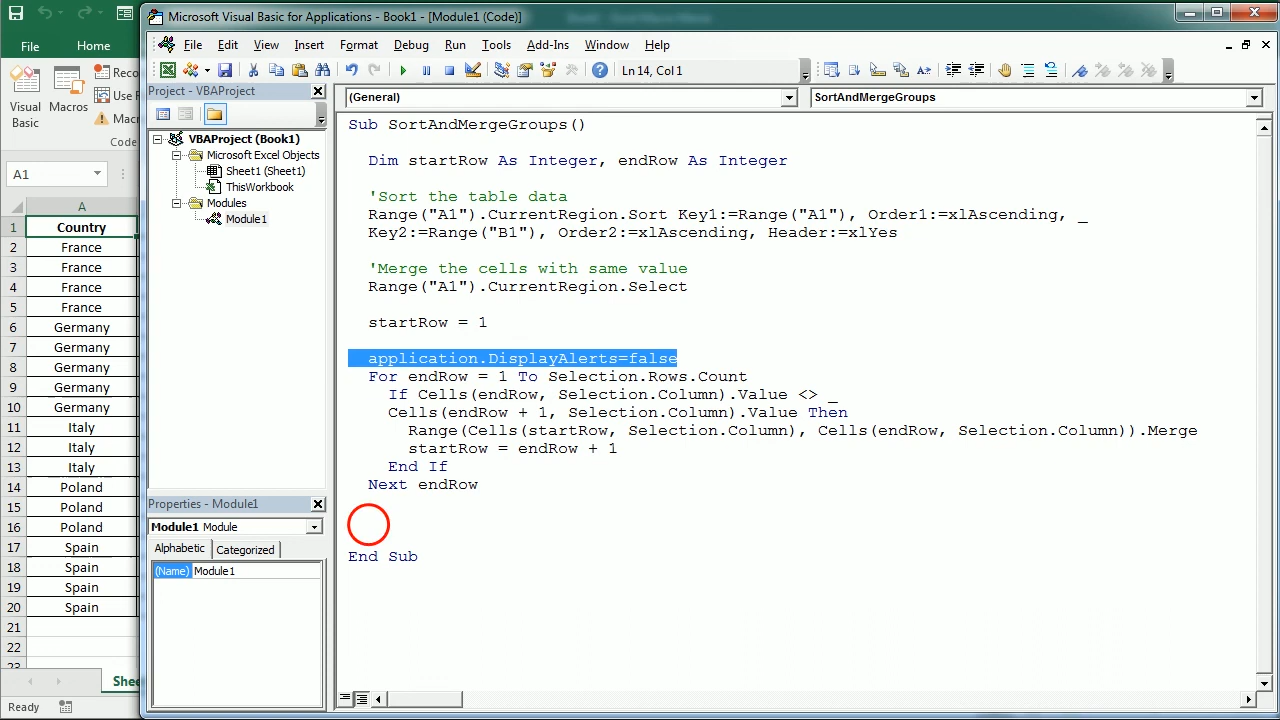 Microsoft Visual Basic for Applications - Book1 - [Module1 (Code)]
File Home
File Edit View Insert Format Debug Run Tools Add-Ins Window Help
Ln 14, Col 1
Visual Basic
Macros
Reco
Use R
Macr
Code
A1
Project - VBAProject
VBAProject (Book1)
Microsoft Excel Objects
Sheet1 (Sheet1)
ThisWorkbook
Modules
Module1
(General)
SortAndMergeGroups
Sub SortAndMergeGroups()
Dim startRow As Integer, endRow As Integer
'Sort the table data
Range("A1").CurrentRegion.Sort Key1:=Range("A1"), Order1:=xlAscending, _
Key2:=Range("B1"), Order2:=xlAscending, Header:=xlYes
'Merge the cells with same value
Range("A1").CurrentRegion.Select
startRow = 1
application.DisplayAlerts=false
For endRow = 1 To Selection.Rows.Count
If Cells(endRow, Selection.Column).Value <> _
Cells(endRow + 1, Selection.Column).Value Then
Range(Cells(startRow, Selection.Column), Cells(endRow, Selection.Column)).Merge
startRow = endRow + 1
End If
Next endRow
End Sub
A
1 Country
2 France
3 France
4 France
5 France
6 Germany
7 Germany
8 Germany
9 Germany
10 Germany
11 Italy
12 Italy
13 Italy
14 Poland
15 Poland
16 Poland
17 Spain
18 Spain
19 Spain
20 Spain
21
22
23
Properties - Module1
Module1 Module
Alphabetic Categorized
(Name) Module1
Shee
Ready